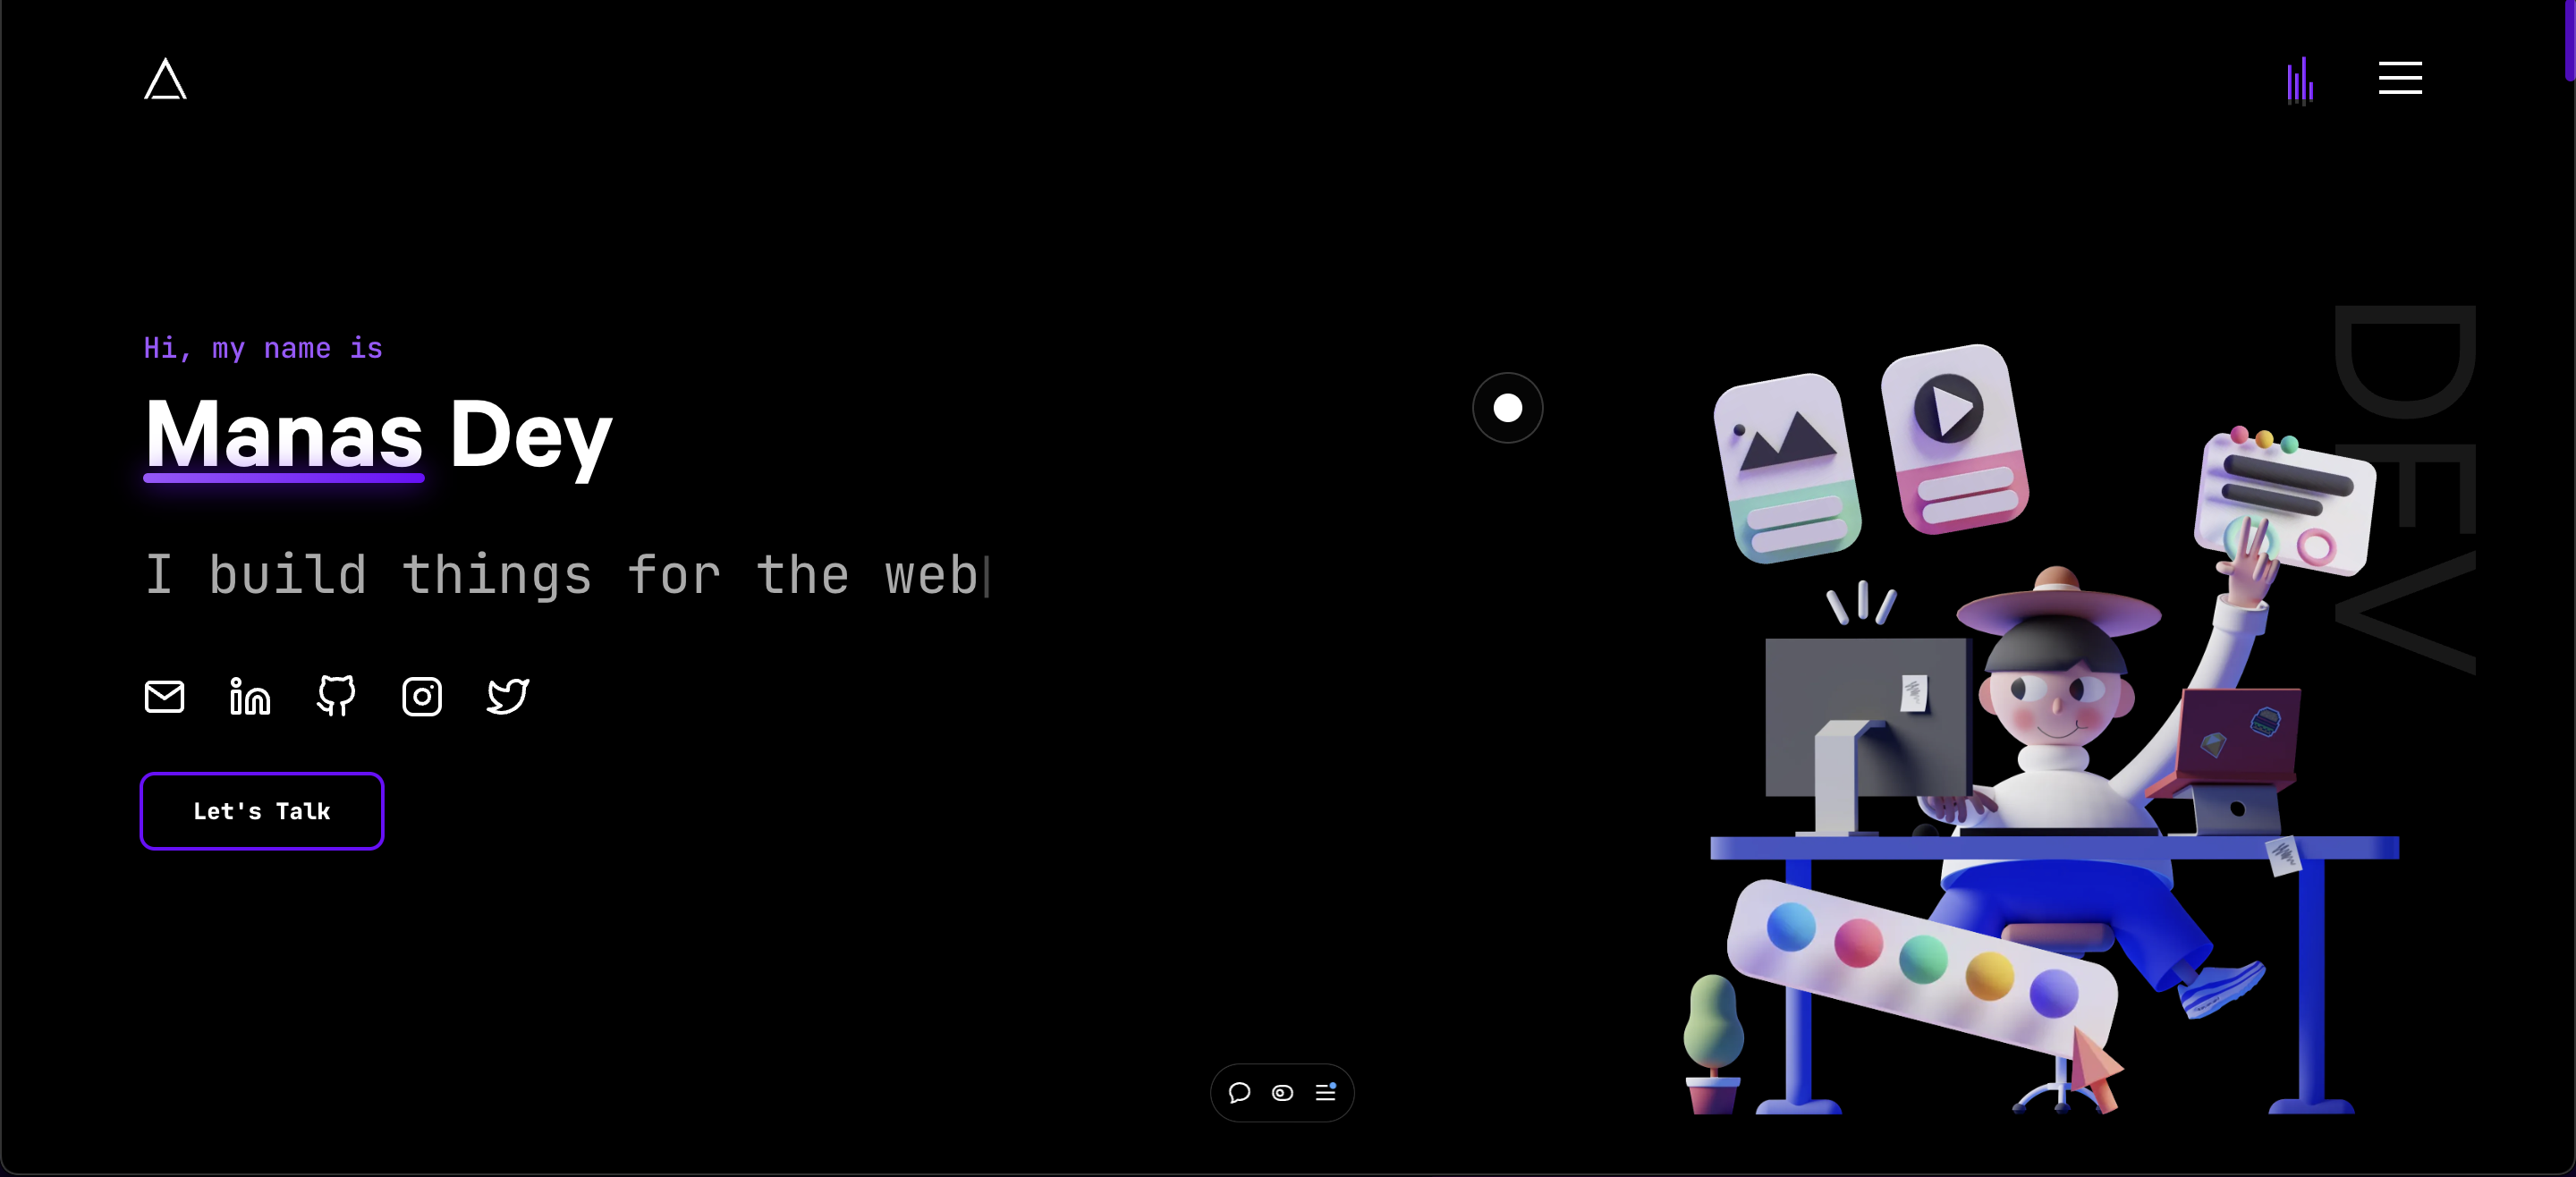 Hi, my name is
Manas Dey
I build things for the web
Let's Talk
DEV